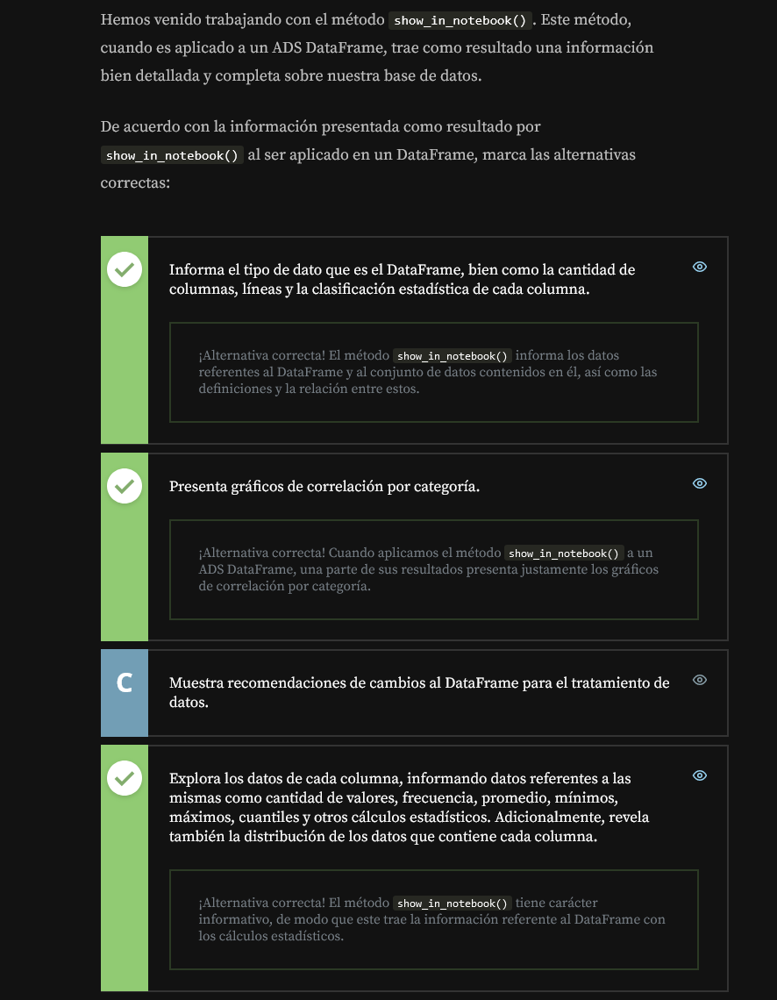 Hemos venido trabajando con el método show_in_notebook(). Este método,
cuando es aplicado a un ADS DataFrame, trae como resultado una información
bien detallada y completa sobre nuestra base de datos.
De acuerdo con la información presentada como resultado por
show_in_notebook() al ser aplicado en un DataFrame, marca las alternativas
correctas:
Informa el tipo de dato que es el DataFrame, bien como la cantidad de
columnas, líneas y la clasificación estadística de cada columna.
¡Alternativa correcta! El método show_in_notebook() informa los datos
referentes al DataFrame y al conjunto de datos contenidos en él, así como las
definiciones y la relación entre estos.
Presenta gráficos de correlación por categoría.
¡Alternativa correcta! Cuando aplicamos el método show_in_notebook() a un
ADS DataFrame, una parte de sus resultados presenta justamente los gráficos
de correlación por categoría.
C
Muestra recomendaciones de cambios al DataFrame para el tratamiento de
datos.
Explora los datos de cada columna, informando datos referentes a las
mismas como cantidad de valores, frecuencia, promedio, mínimos,
máximos, cuantiles y otros cálculos estadísticos. Adicionalmente, revela
también la distribución de los datos que contiene cada columna.
¡Alternativa correcta! El método show_in_notebook() tiene carácter
informativo, de modo que este trae la información referente al DataFrame con
los cálculos estadísticos.